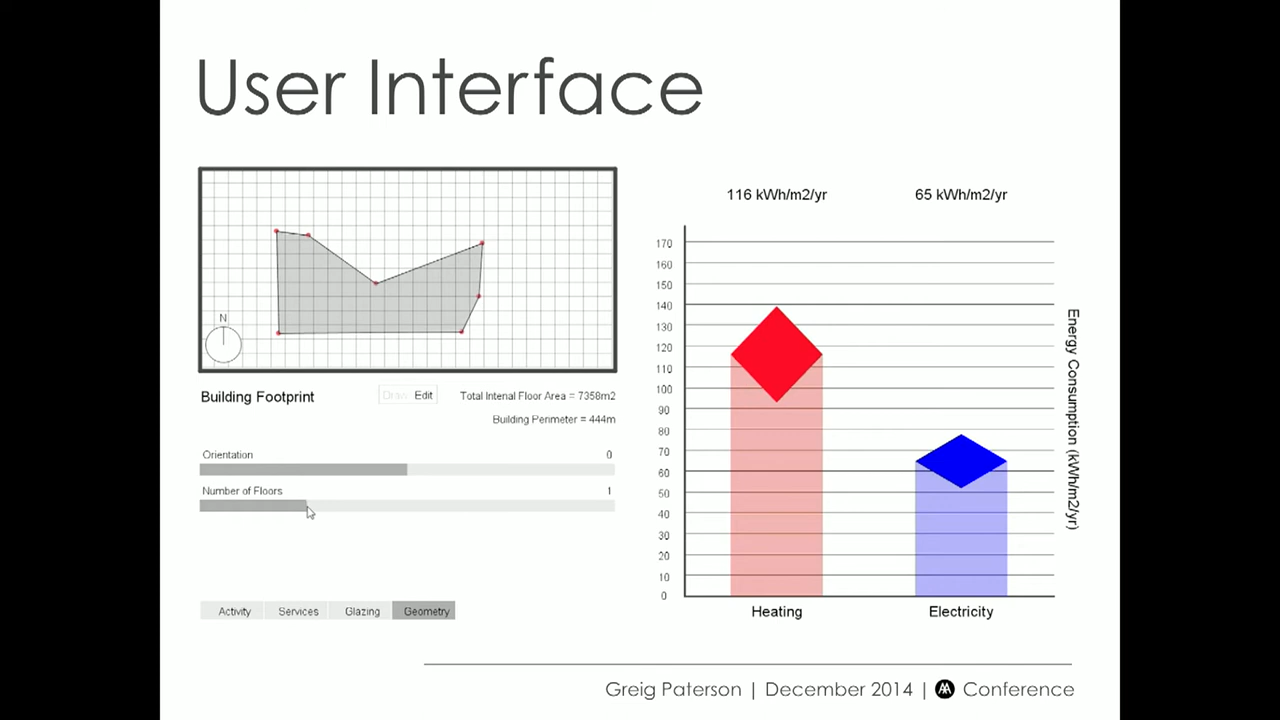 User Interface
N
Building Footprint
Draw Edit
Total Intenal Floor Area = 7358m2
Building Perimeter = 444m
Orientation 0
Number of Floors 1
Activity Services Glazing Geometry
116 kWh/m2/yr 65 kWh/m2/yr
170
160
150
140
130
120
110
100
90
80
70
60
50
40
30
20
10
0
Heating Electricity
Energy Consumption (kWh/m2/yr)
Greig Paterson | December 2014 | AA Conference